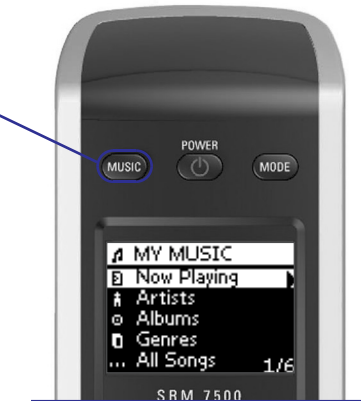 POWER
MUSIC
MODE
MY MUSIC
Now Playing
Artists
Albums
Genres
... All Songs 1/6
SRM 7500